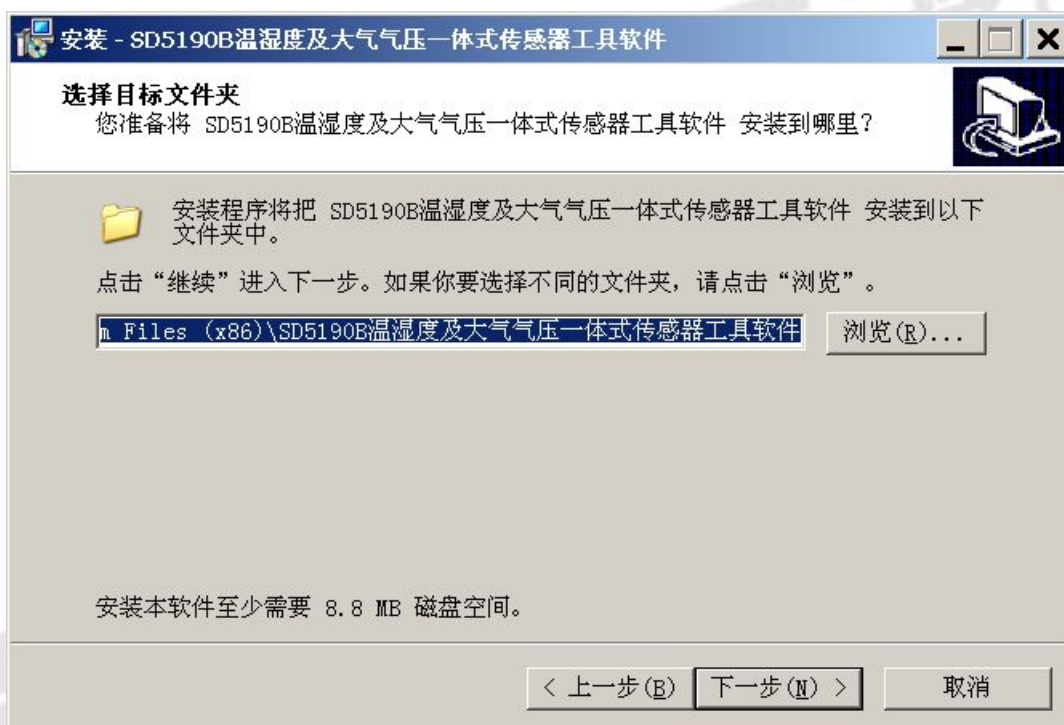 安装 - SD5190B温湿度及大气气压一体式传感器工具软件
选择目标文件夹
您准备将 SD5190B温湿度及大气气压一体式传感器工具软件 安装到哪里？
安装程序将把 SD5190B温湿度及大气气压一体式传感器工具软件 安装到以下
文件夹中。
点击“继续”进入下一步。如果你要选择不同的文件夹，请点击“浏览”。
m Files (x86)\SD5190B温湿度及大气气压一体式传感器工具软件 浏览(R)...
安装本软件至少需要 8.8 MB 磁盘空间。
< 上一步(B) 下一步(N) > 取消